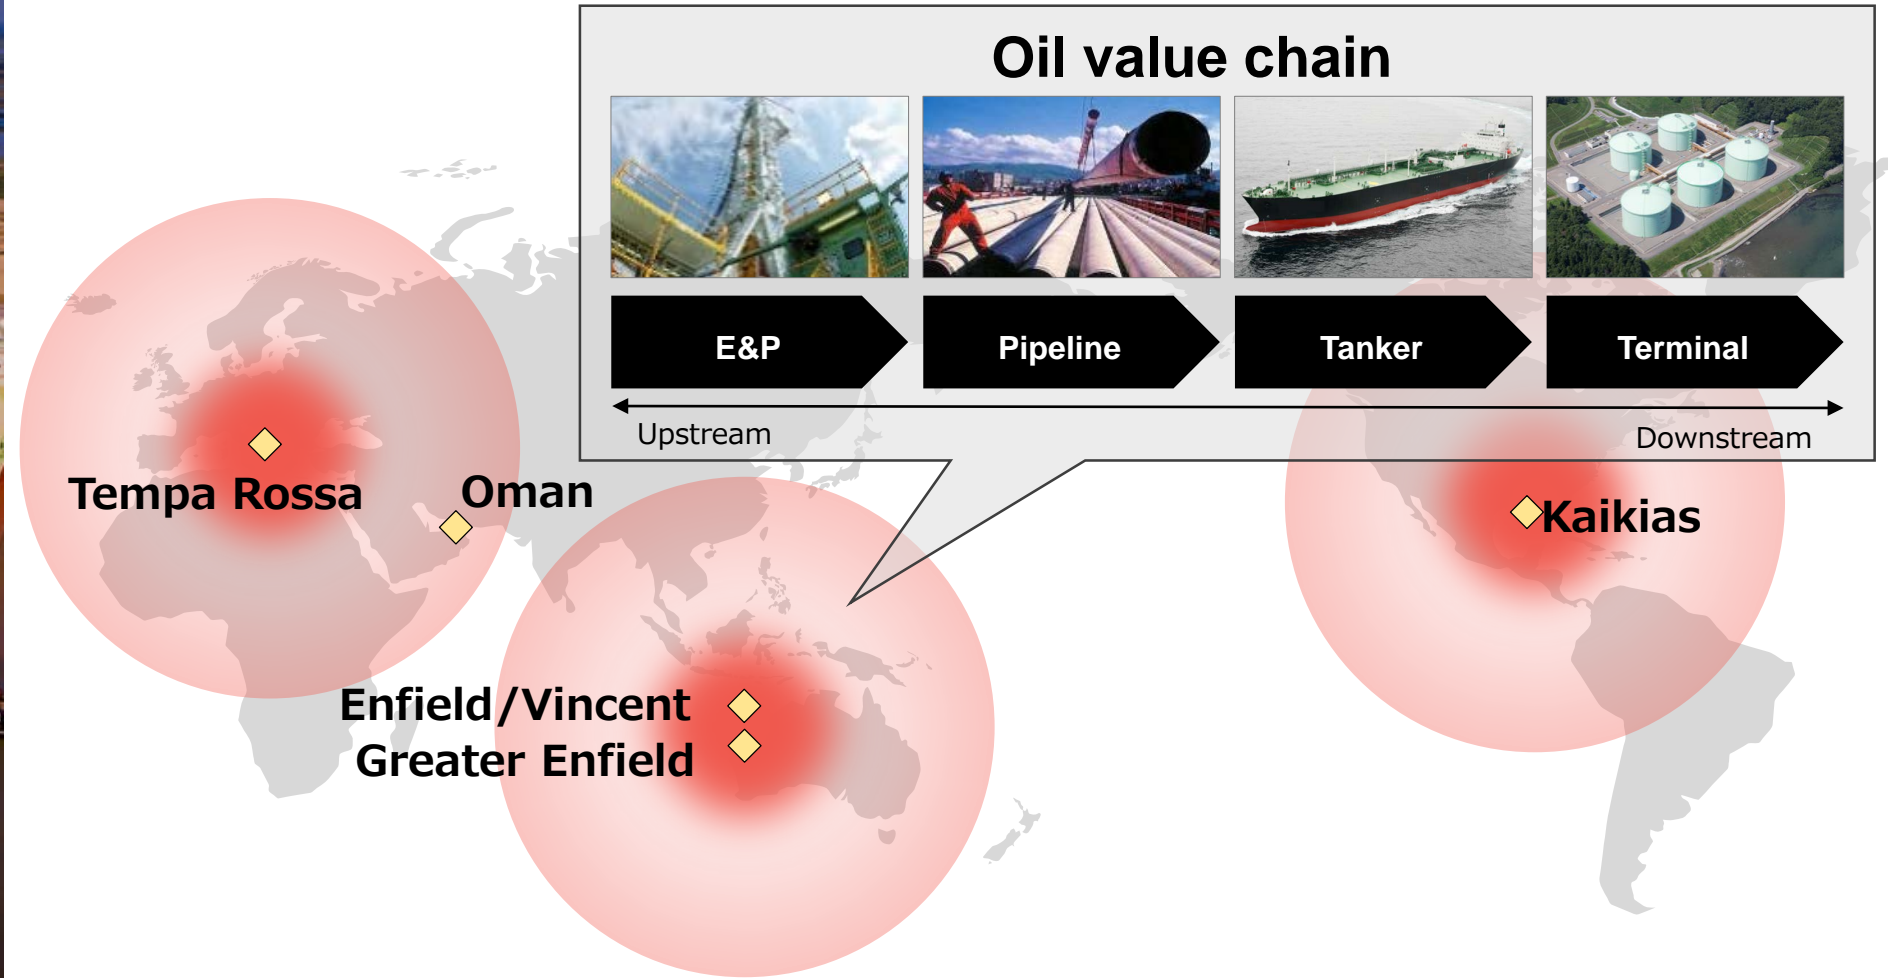 Oil value chain
E&P
Pipeline
Tanker
Terminal
Upstream
Downstream
Tempa Rossa
Oman
Kaikias
Enfield/Vincent
Greater Enfield